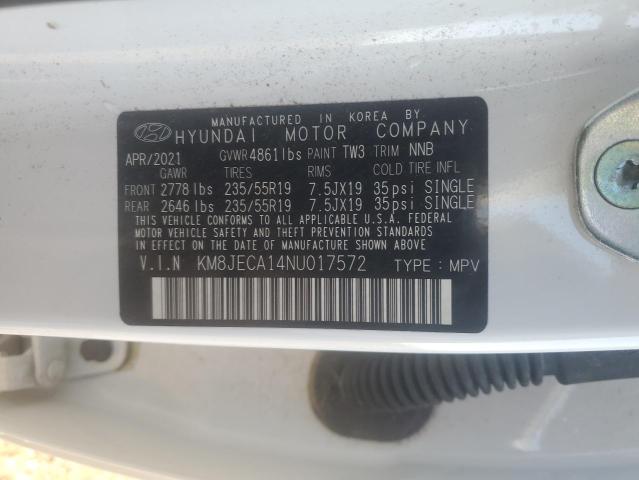 MANUFACTURED IN KOREA BY
HYUNDAI MOTOR COMPANY
APR/2021 GVWR 4861 lbs PAINT TW3 TRIM NNB
GAWR TIRES RIMS COLD TIRE INFL
FRONT 2778 lbs 235/55R19 7.5JX19 35psi SINGLE
REAR 2646 lbs 235/55R19 7.5JX19 35psi SINGLE
THIS VEHICLE CONFORMS TO ALL APPLICABLE U.S.A. FEDERAL
MOTOR VEHICLE SAFETY AND THEFT PREVENTION STANDARDS
IN EFFECT ON THE DATE OF MANUFACTURE SHOWN ABOVE.
V.I.N KM8JECA14NU017572 TYPE : MPV